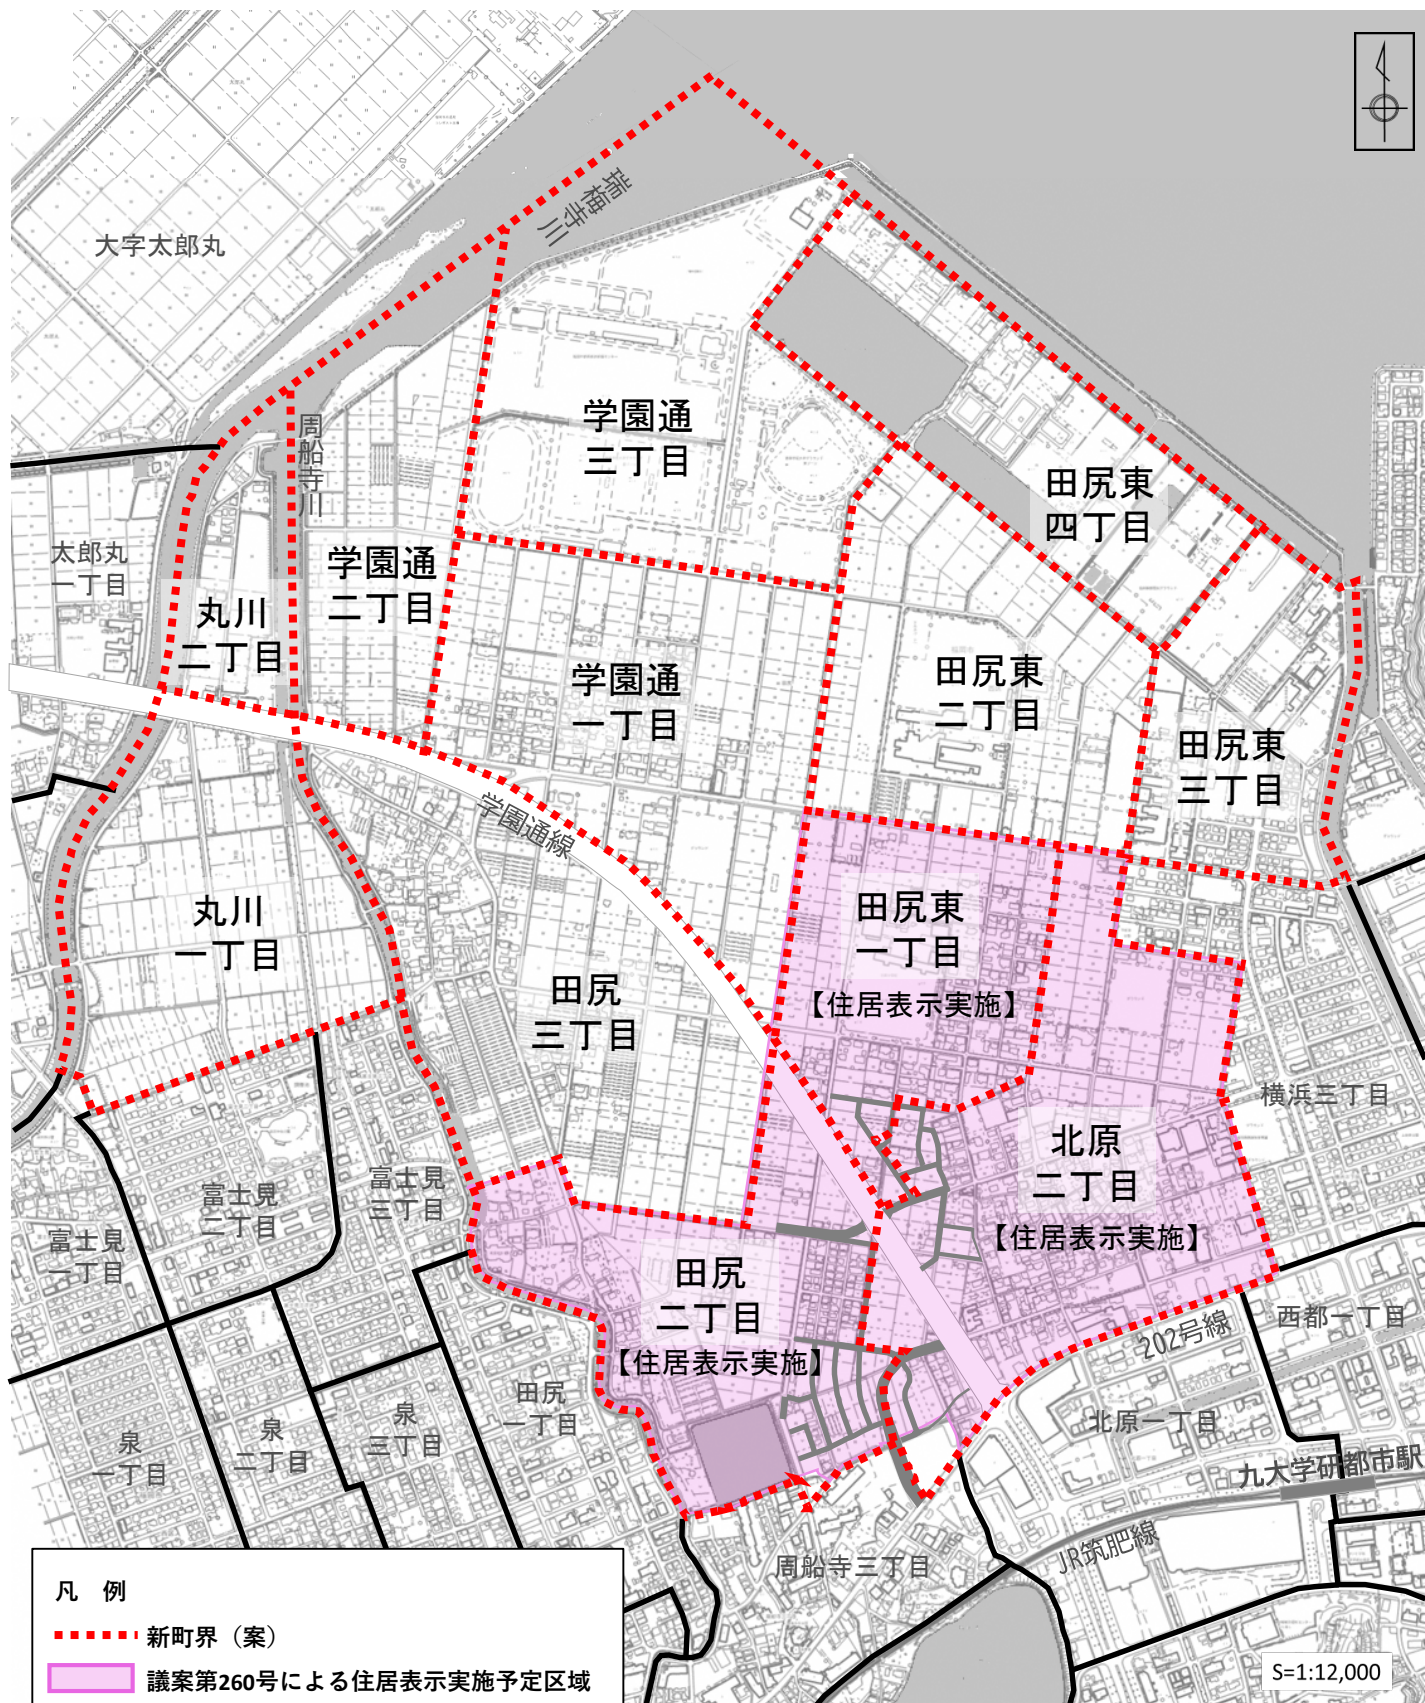 瑞梅寺川
大字太郎丸
周船寺川
学園通
三丁目
田尻東
四丁目
太郎丸
一丁目
学園通
二丁目
丸川
二丁目
学園通
一丁目
田尻東
二丁目
田尻東
三丁目
学園通線
丸川
一丁目
田尻東
一丁目
【住居表示実施】
田尻
三丁目
横浜三丁目
北原
二丁目
【住居表示実施】
富士見
三丁目
富士見
二丁目
富士見
一丁目
田尻
二丁目
【住居表示実施】
202号線
西都一丁目
田尻
一丁目
北原一丁目
泉
三丁目
泉
二丁目
泉
一丁目
九大学研都市駅
JR筑肥線
周船寺三丁目
凡 例
新町界（案）
議案第260号による住居表示実施予定区域
S=1:12,000